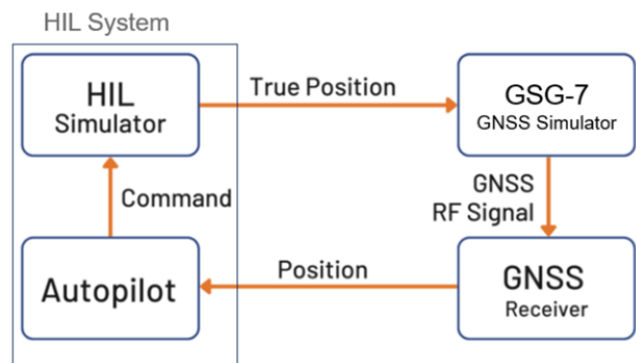 HIL System
HIL
Simulator
True Position
GSG-7
GNSS Simulator
Command
GNSS
RF Signal
Autopilot
Position
GNSS
Receiver